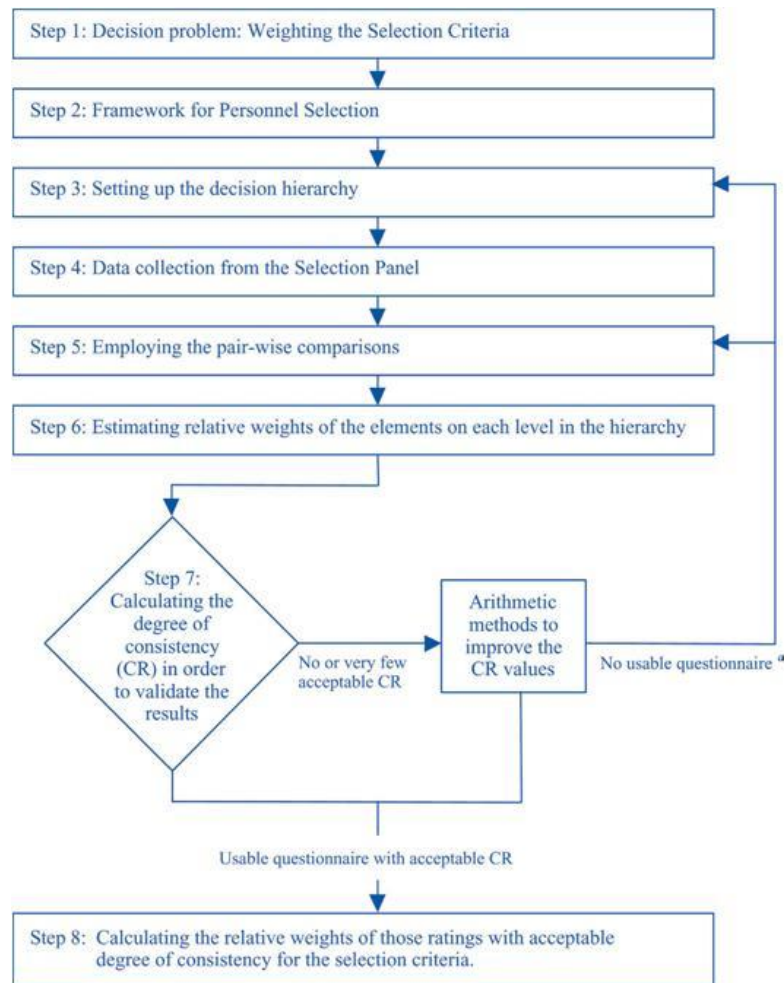 Step 1: Decision problem: Weighting the Selection Criteria
Step 2: Framework for Personnel Selection
Step 3: Setting up the decision hierarchy
Step 4: Data collection from the Selection Panel
Step 5: Employing the pair-wise comparisons
Step 6: Estimating relative weights of the elements on each level in the hierarchy
Step 7:
Calculating the
degree of
consistency
(CR) in order
to validate the
results
No or very few
acceptable CR
Arithmetic
methods to
improve the
CR values
No usable questionnaire a
Usable questionnaire with acceptable CR
Step 8: Calculating the relative weights of those ratings with acceptable
degree of consistency for the selection criteria.